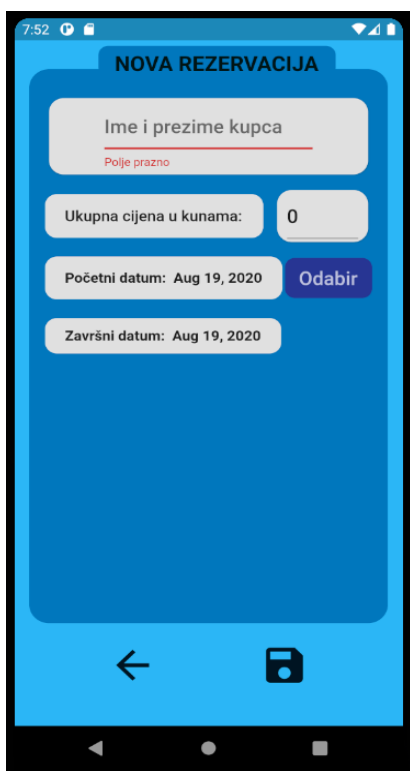 7:52
NOVA REZERVACIJA
Ime i prezime kupca
Polje prazno
Ukupna cijena u kunama: 0
Početni datum: Aug 19, 2020 Odabir
Završni datum: Aug 19, 2020